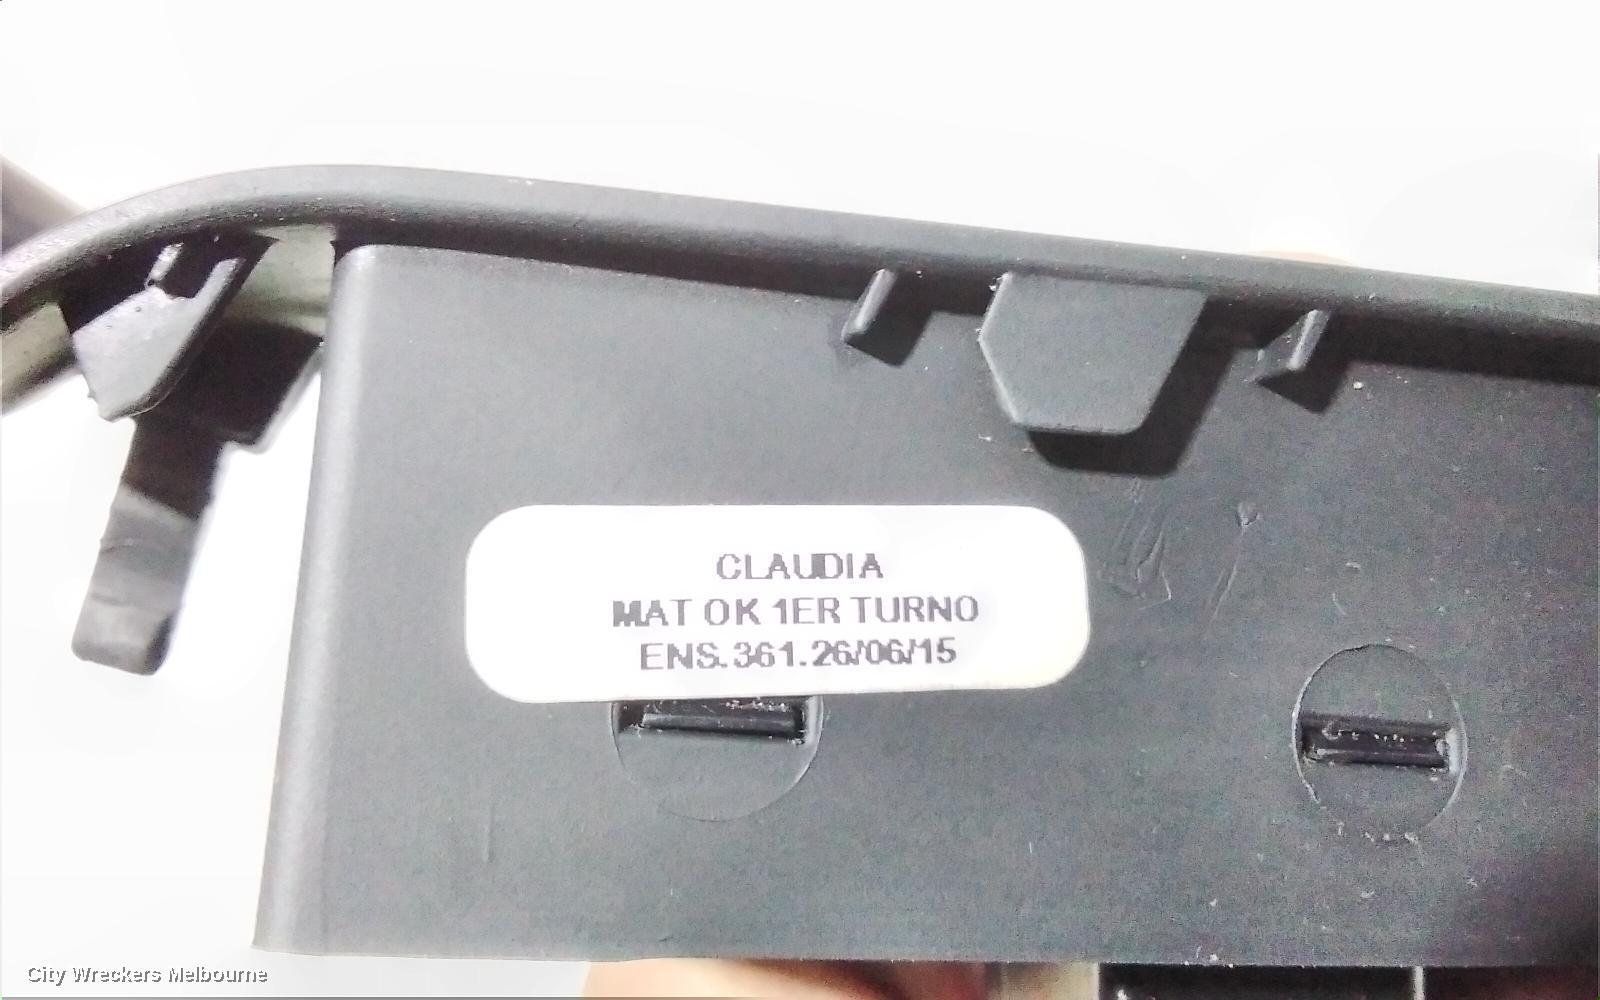 CLAUDIA
MAT OK 1ER TURNO
ENS.361.26/06/15
City Wreckers Melbourne